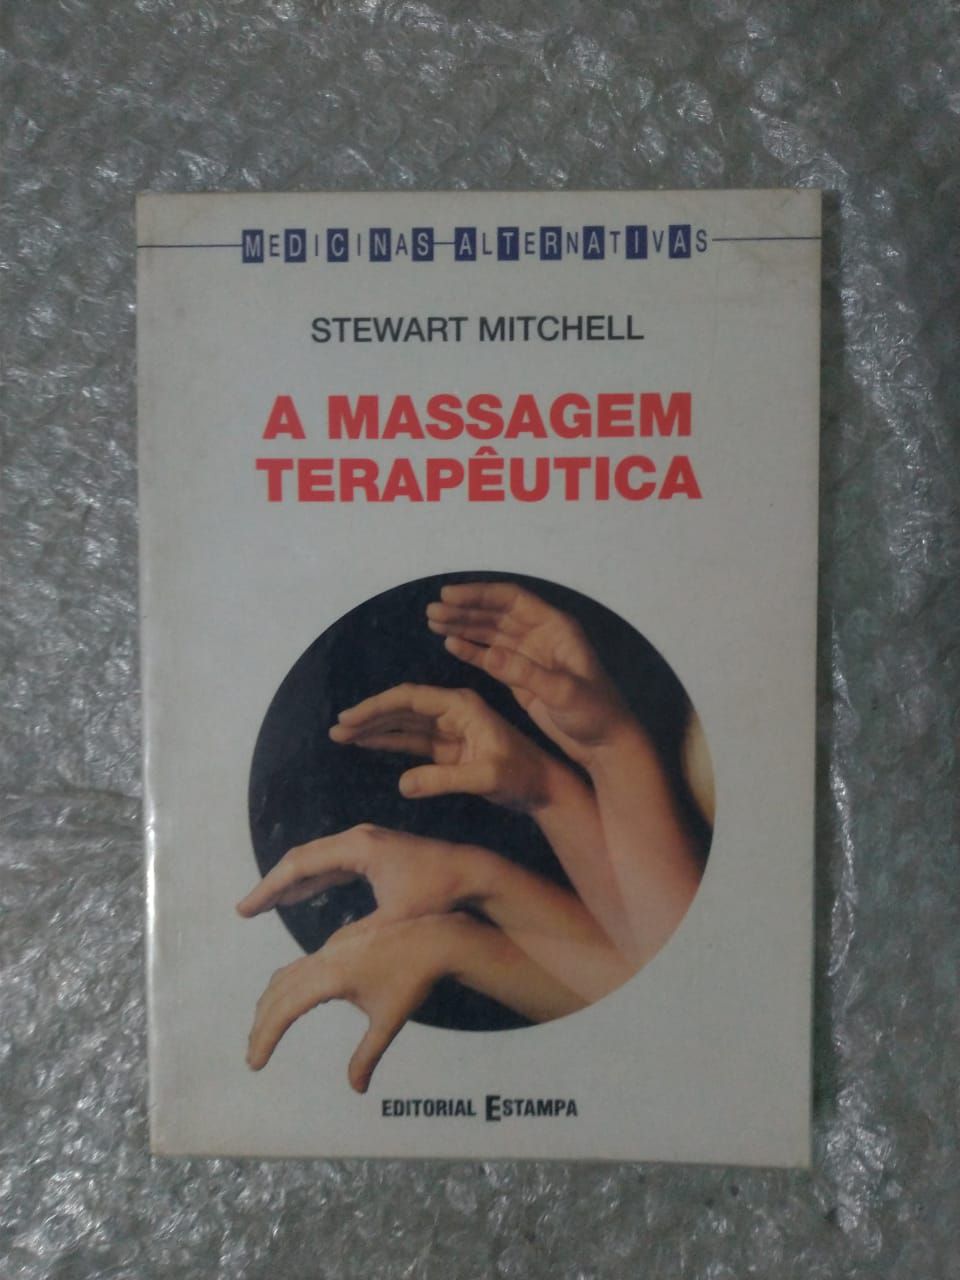 MEDICINAS ALTERNATIVAS
STEWART MITCHELL
A MASSAGEM
TERAPÊUTICA
EDITORIAL ESTAMPA